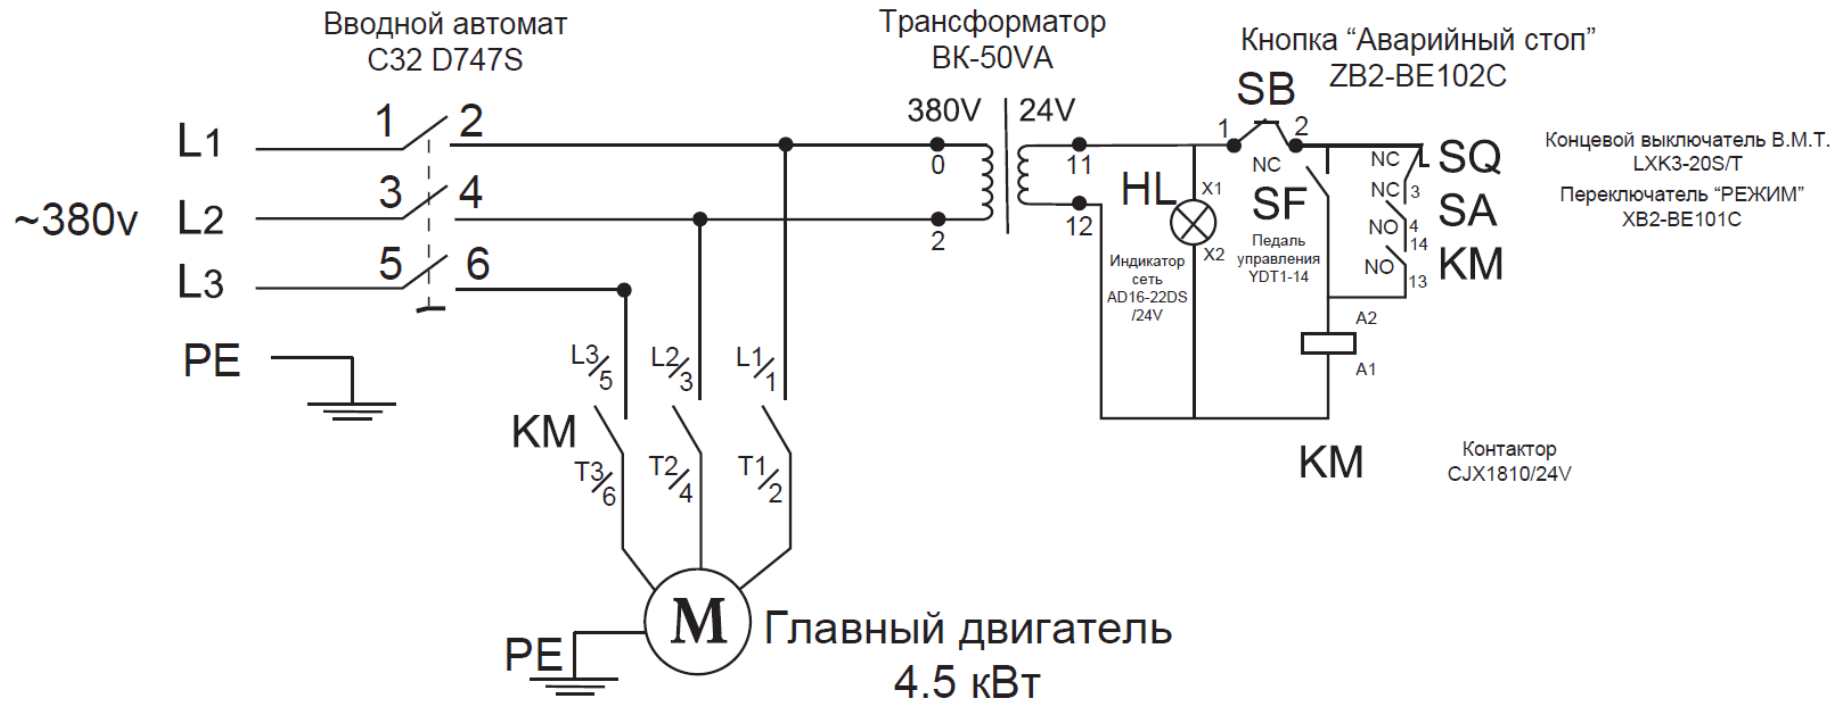 Вводной автомат
C32 D747S
Трансформатор
ВК-50VA
Кнопка “Аварийный стоп”
ZB2-BE102C
SB
380V
24V
1
2
L1
1
2
0
11
NC
NC
SQ
Концевой выключатель В.М.Т.
LXK3-20S/T
~380v
L2
3
4
2
12
HL
X1
X2
SF
NC
3
SA
Переключатель “РЕЖИМ”
XB2-BE101C
NO
4
14
L3
5
6
Индикатор
сеть
AD16-22DS
/24V
Педаль
управления
YDT1-14
NO
KM
13
PE
A2
A1
L3/5
L2/3
L1/1
KM
T3/6
T2/4
T1/2
KM
Контактор
CJX1810/24V
M
PE
Главный двигатель
4.5 кВт